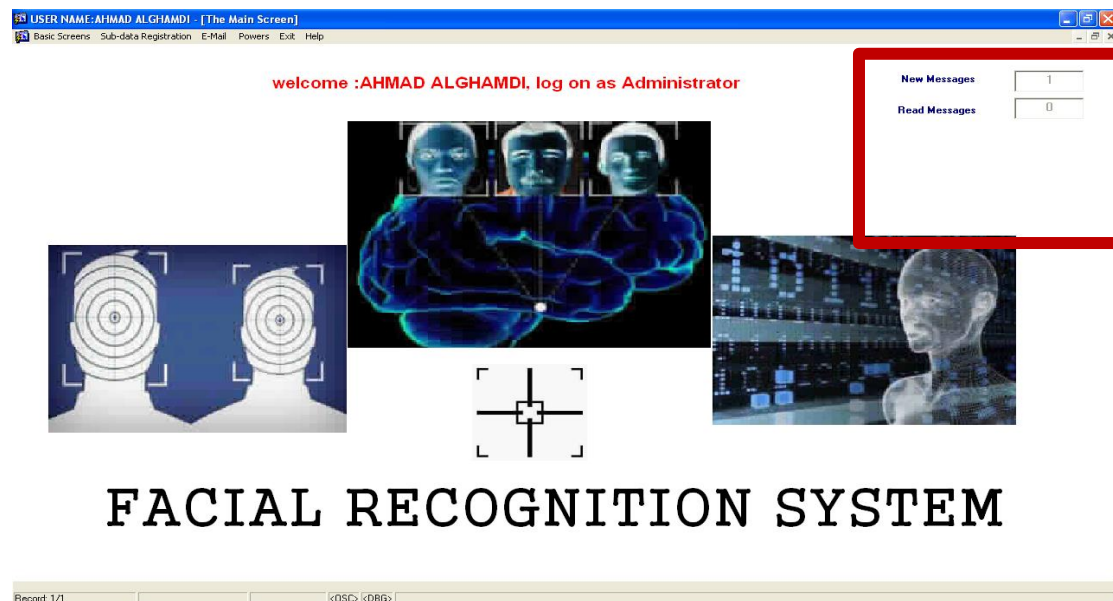 USER NAME:AHMAD ALGHAMDI - [The Main Screen]
Basic Screens Sub-data Registration E-Mail Powers Exit Help
welcome :AHMAD ALGHAMDI, log on as Administrator
New Messages 1
Read Messages 0
FACIAL RECOGNITION SYSTEM
Record: 1/1 <OSC> <DBG>